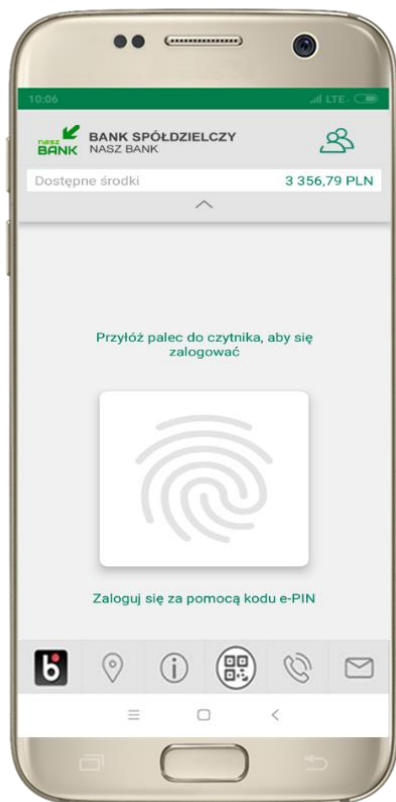 10:06
LTE
nasz
BANK
BANK SPÓŁDZIELCZY
NASZ BANK
Dostępne środki
3 356,79 PLN
Przyłóż palec do czytnika, aby się
zalogować
Zaloguj się za pomocą kodu e-PIN
b